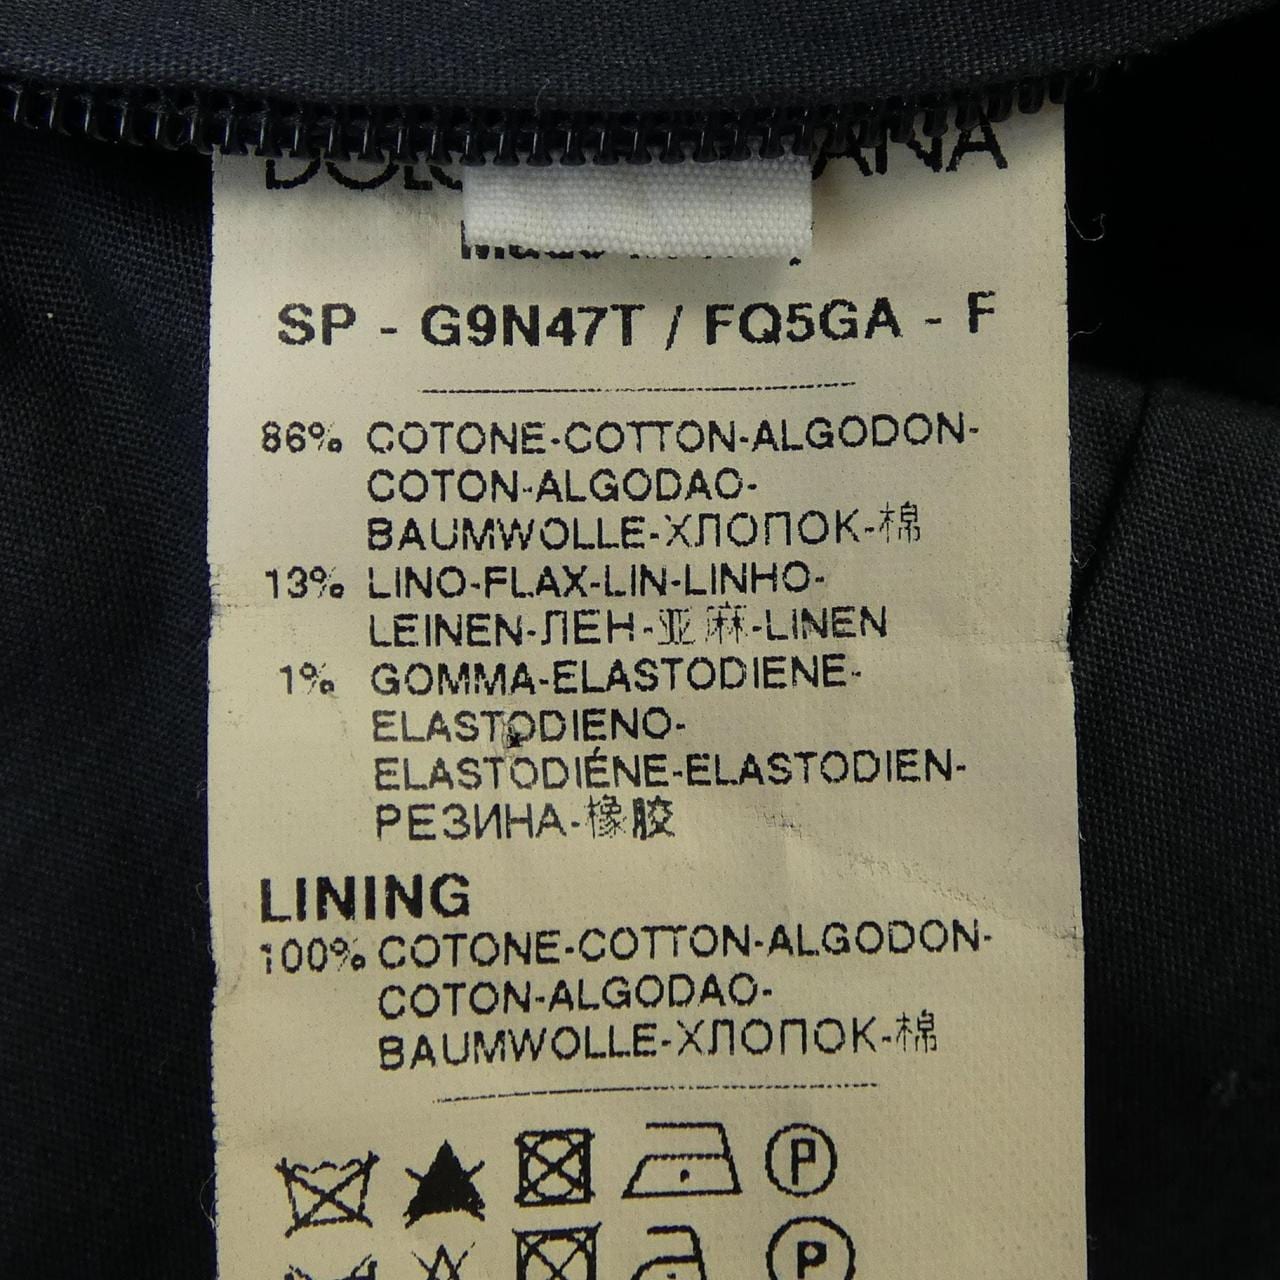 SP - G9N47T / FQ5GA - F
86% COTONE-COTTON-ALGODON-
COTON-ALGODAO-
BAUMWOLLE-ХЛОПОК-棉
13% LINO-FLAX-LIN-LINHO-
LEINEN-ЛЕН-亚麻-LINEN
1% GOMMA-ELASTODIENE-
ELASTODIENO-
ELASTODIÉNE-ELASTODIEN-
РЕЗИНА-橡胶
LINING
100% COTONE-COTTON-ALGODON-
COTON-ALGODAO-
BAUMWOLLE-ХЛОПОК-棉
P
P